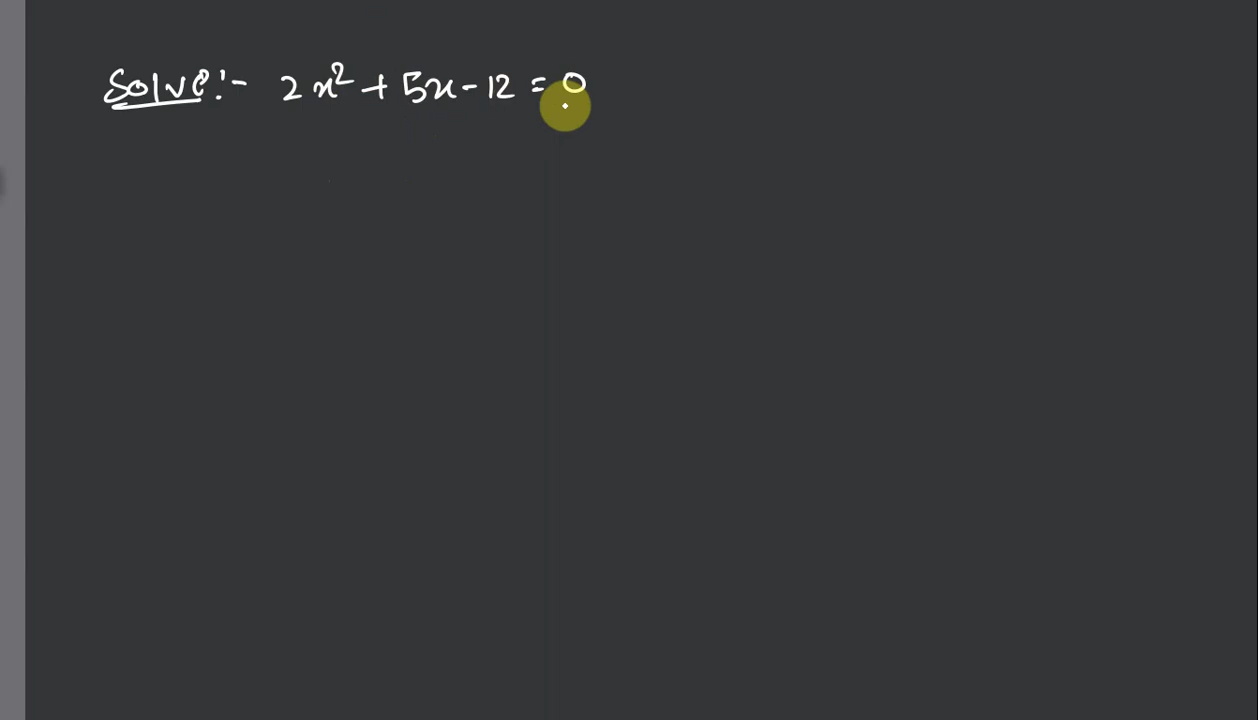 Solve:- 2x² + 5x - 12 = 0